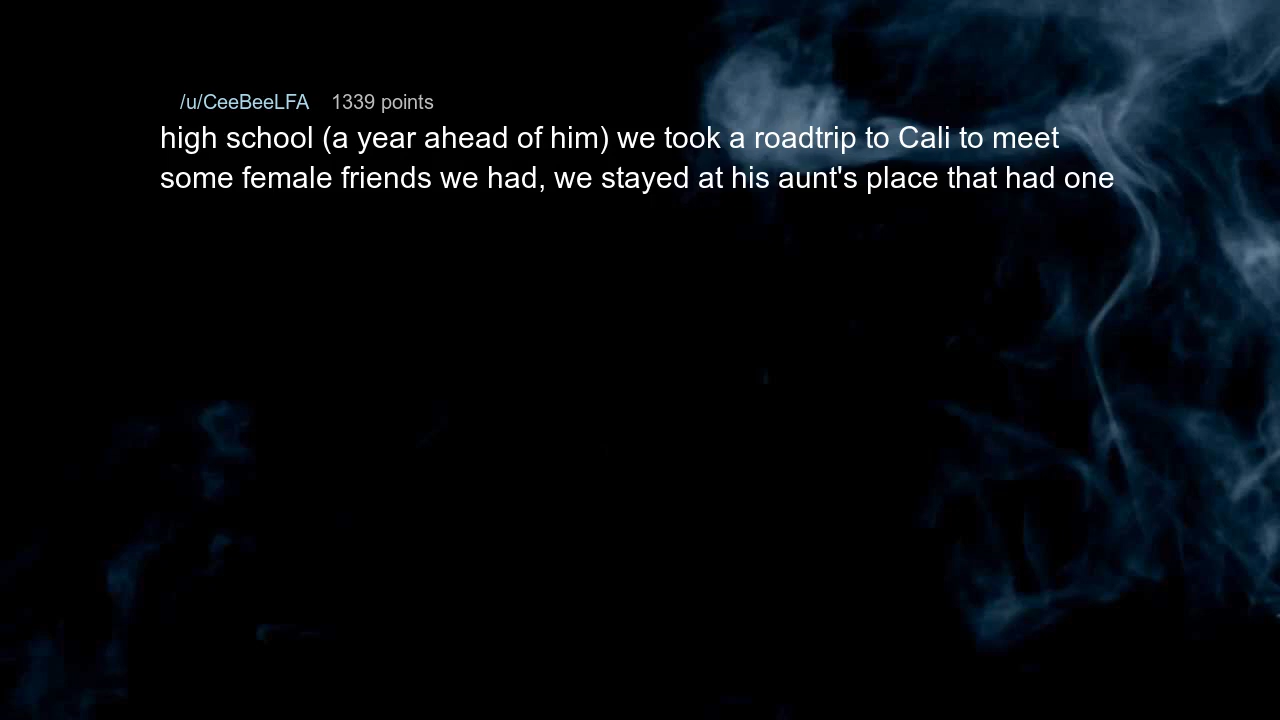 /u/CeeBeeLFA 1339 points
high school (a year ahead of him) we took a roadtrip to Cali to meet
some female friends we had, we stayed at his aunt's place that had one